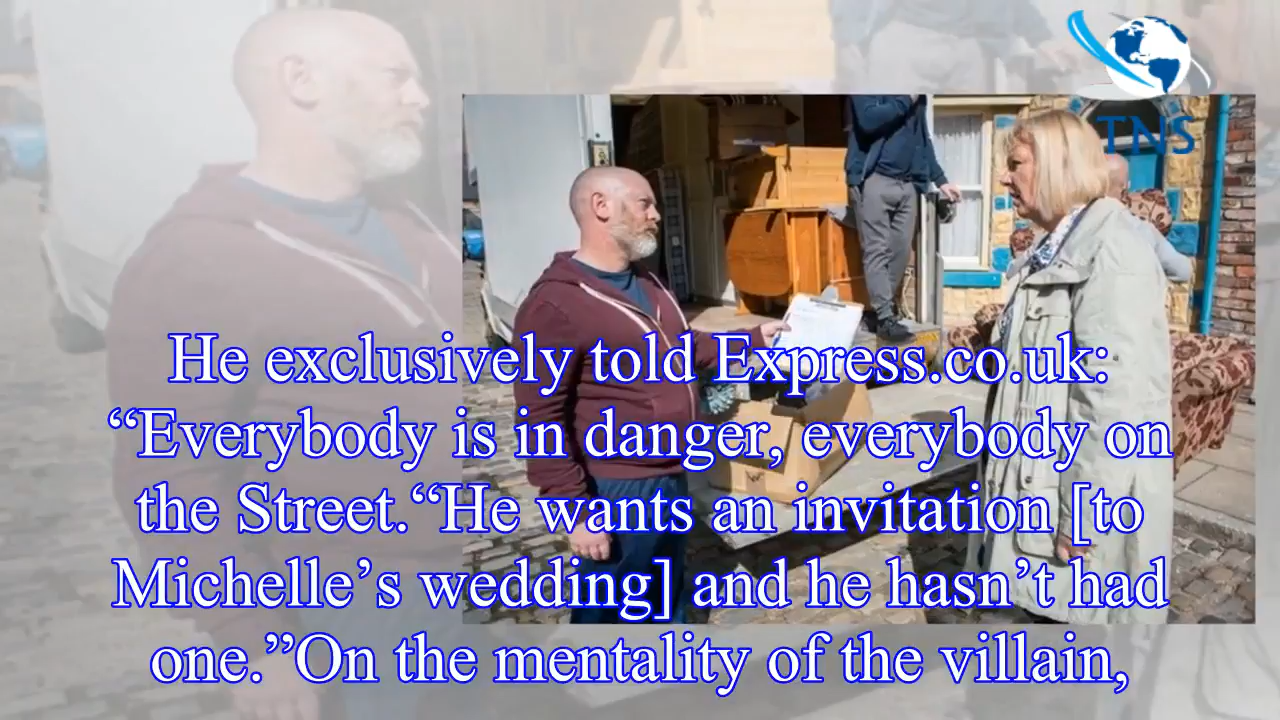 TNS
He exclusively told Express.co.uk:
“Everybody is in danger, everybody on
the Street.“He wants an invitation [to
Michelle’s wedding] and he hasn’t had
one.”On the mentality of the villain,